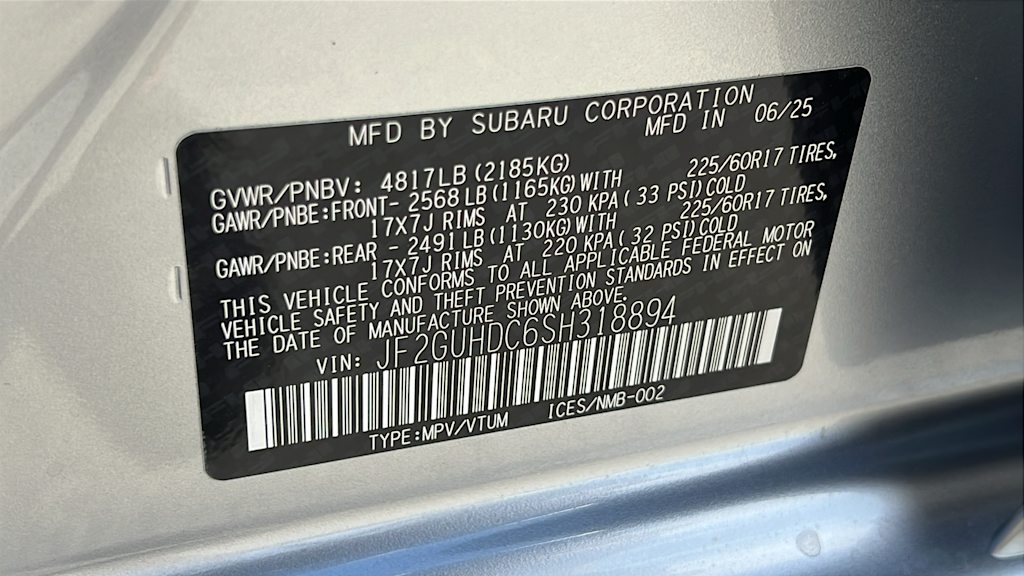 MFD BY SUBARU CORPORATION
MFD IN 06/25
GVWR/PNBV: 4817LB (2185KG)
GAWR/PNBE:FRONT- 2568 LB (1165KG) WITH 225/60R17 TIRES,
17X7J RIMS AT 230 KPA ( 33 PSI) COLD
GAWR/PNBE:REAR - 2491 LB (1130KG) WITH 225/60R17 TIRES,
17X7J RIMS AT 220 KPA ( 32 PSI) COLD
THIS VEHICLE CONFORMS TO ALL APPLICABLE FEDERAL MOTOR
VEHICLE SAFETY AND THEFT PREVENTION STANDARDS IN EFFECT ON
THE DATE OF MANUFACTURE SHOWN ABOVE.
VIN: JF2GUHDC6SH318894
TYPE:MPV/VTUM ICES/NMB-002